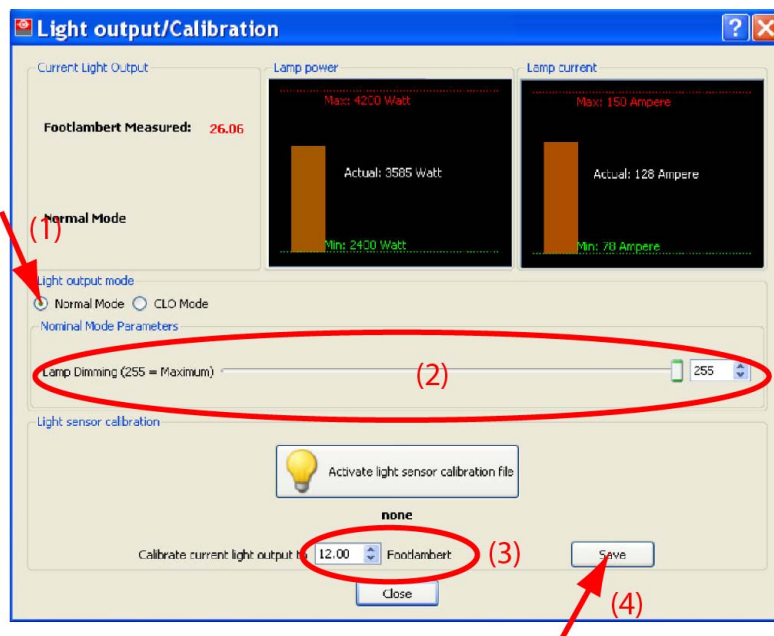 Light output/Calibration
Current Light Output
Footlambert Measured: 26.06
Normal Mode
Lamp power
Max: 4200 Watt
Actual: 3585 Watt
Min: 2400 Watt
Lamp current
Max: 150 Ampere
Actual: 128 Ampere
Min: 78 Ampere
(1)
Light output mode
Normal Mode CLO Mode
Nominal Mode Parameters
Lamp Dimming (255 = Maximum) (2) 255
Light sensor calibration
Activate light sensor calibration file
none
Calibrate current light output to 12.00 Footlambert (3) Save
Close
(4)